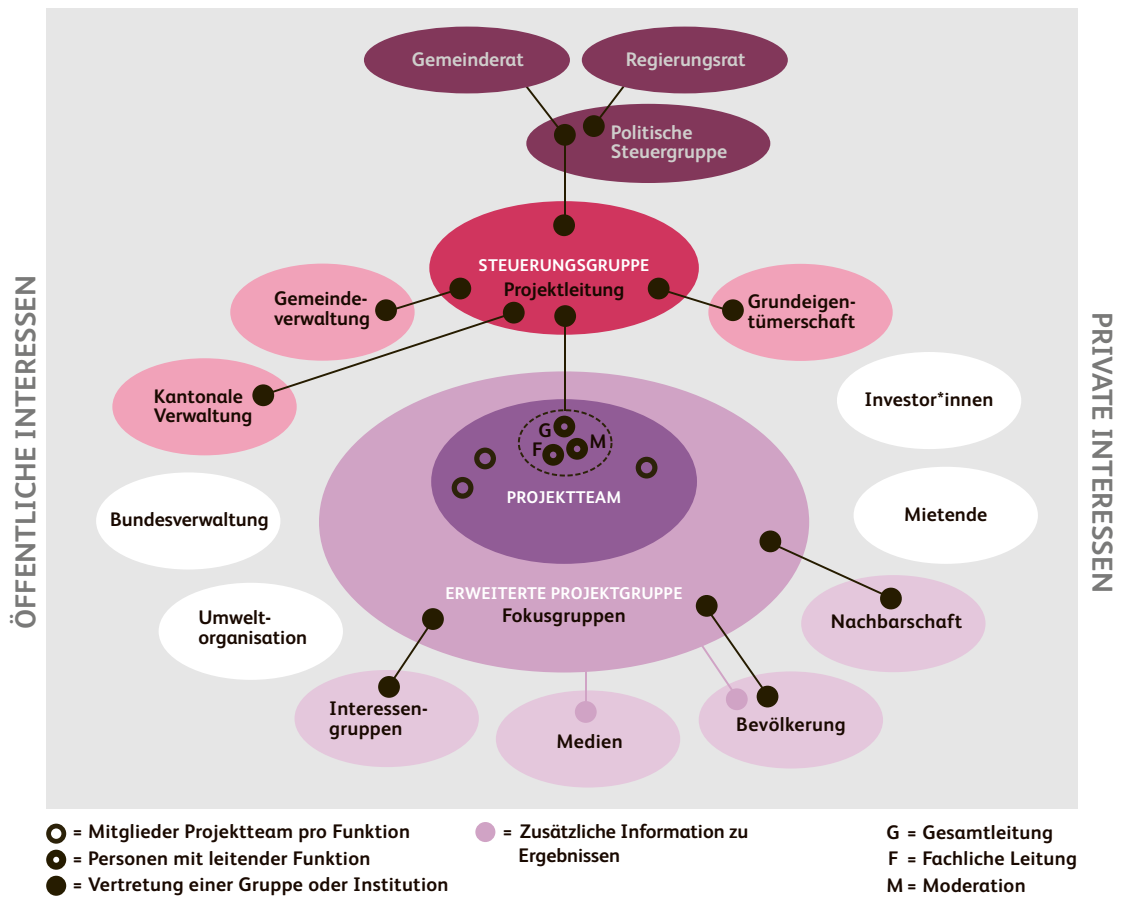 Gemeinderat
Regierungsrat
Politische
Steuergruppe
STEUERUNGSGRUPPE
Projektleitung
Gemeinde-
verwaltung
Grundeigen-
tümerschaft
Kantonale
Verwaltung
Investor*innen
ÖFFENTLICHE INTERESSEN
PRIVATE INTERESSEN
G
F
M
PROJEKTTEAM
Bundesverwaltung
Mietende
ERWEITERTE PROJEKTGRUPPE
Fokusgruppen
Umwelt-
organisation
Nachbarschaft
Interessen-
gruppen
Medien
Bevölkerung
= Mitglieder Projektteam pro Funktion
= Personen mit leitender Funktion
= Vertretung einer Gruppe oder Institution
= Zusätzliche Information zu
Ergebnissen
G = Gesamtleitung
F = Fachliche Leitung
M = Moderation